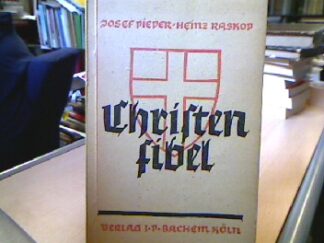 JOSEF PIEPER · HEINZ RASKOP
Christen
fibel
VERLAG J·P·BACHEM KÖLN